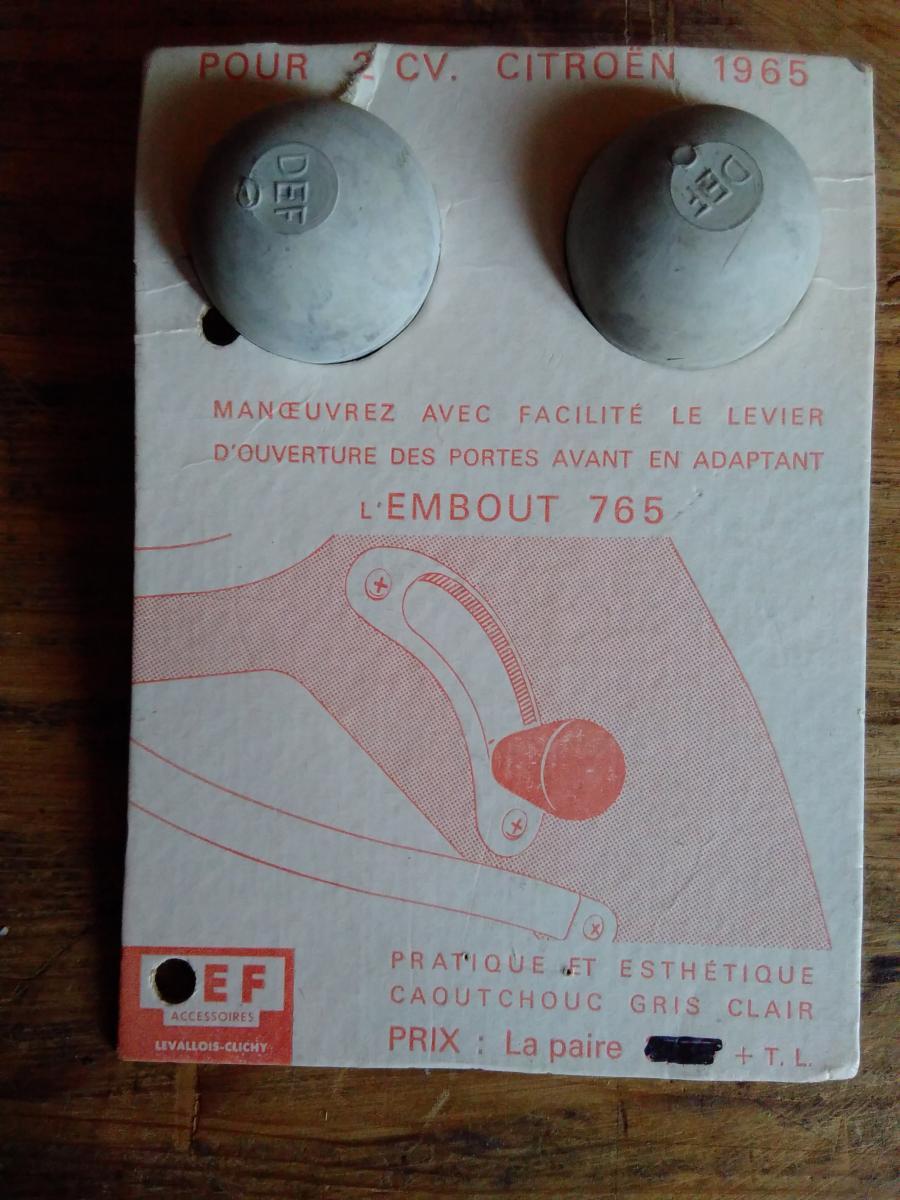 POUR 2 CV. CITROËN 1965
DEF
DEF
MANŒUVREZ AVEC FACILITÉ LE LEVIER
D'OUVERTURE DES PORTES AVANT EN ADAPTANT
L'EMBOUT 765
PRATIQUE ET ESTHÉTIQUE
CAOUTCHOUC GRIS CLAIR
PRIX : La paire + T. L.
EF
ACCESSOIRES
LEVALLOIS-CLICHY